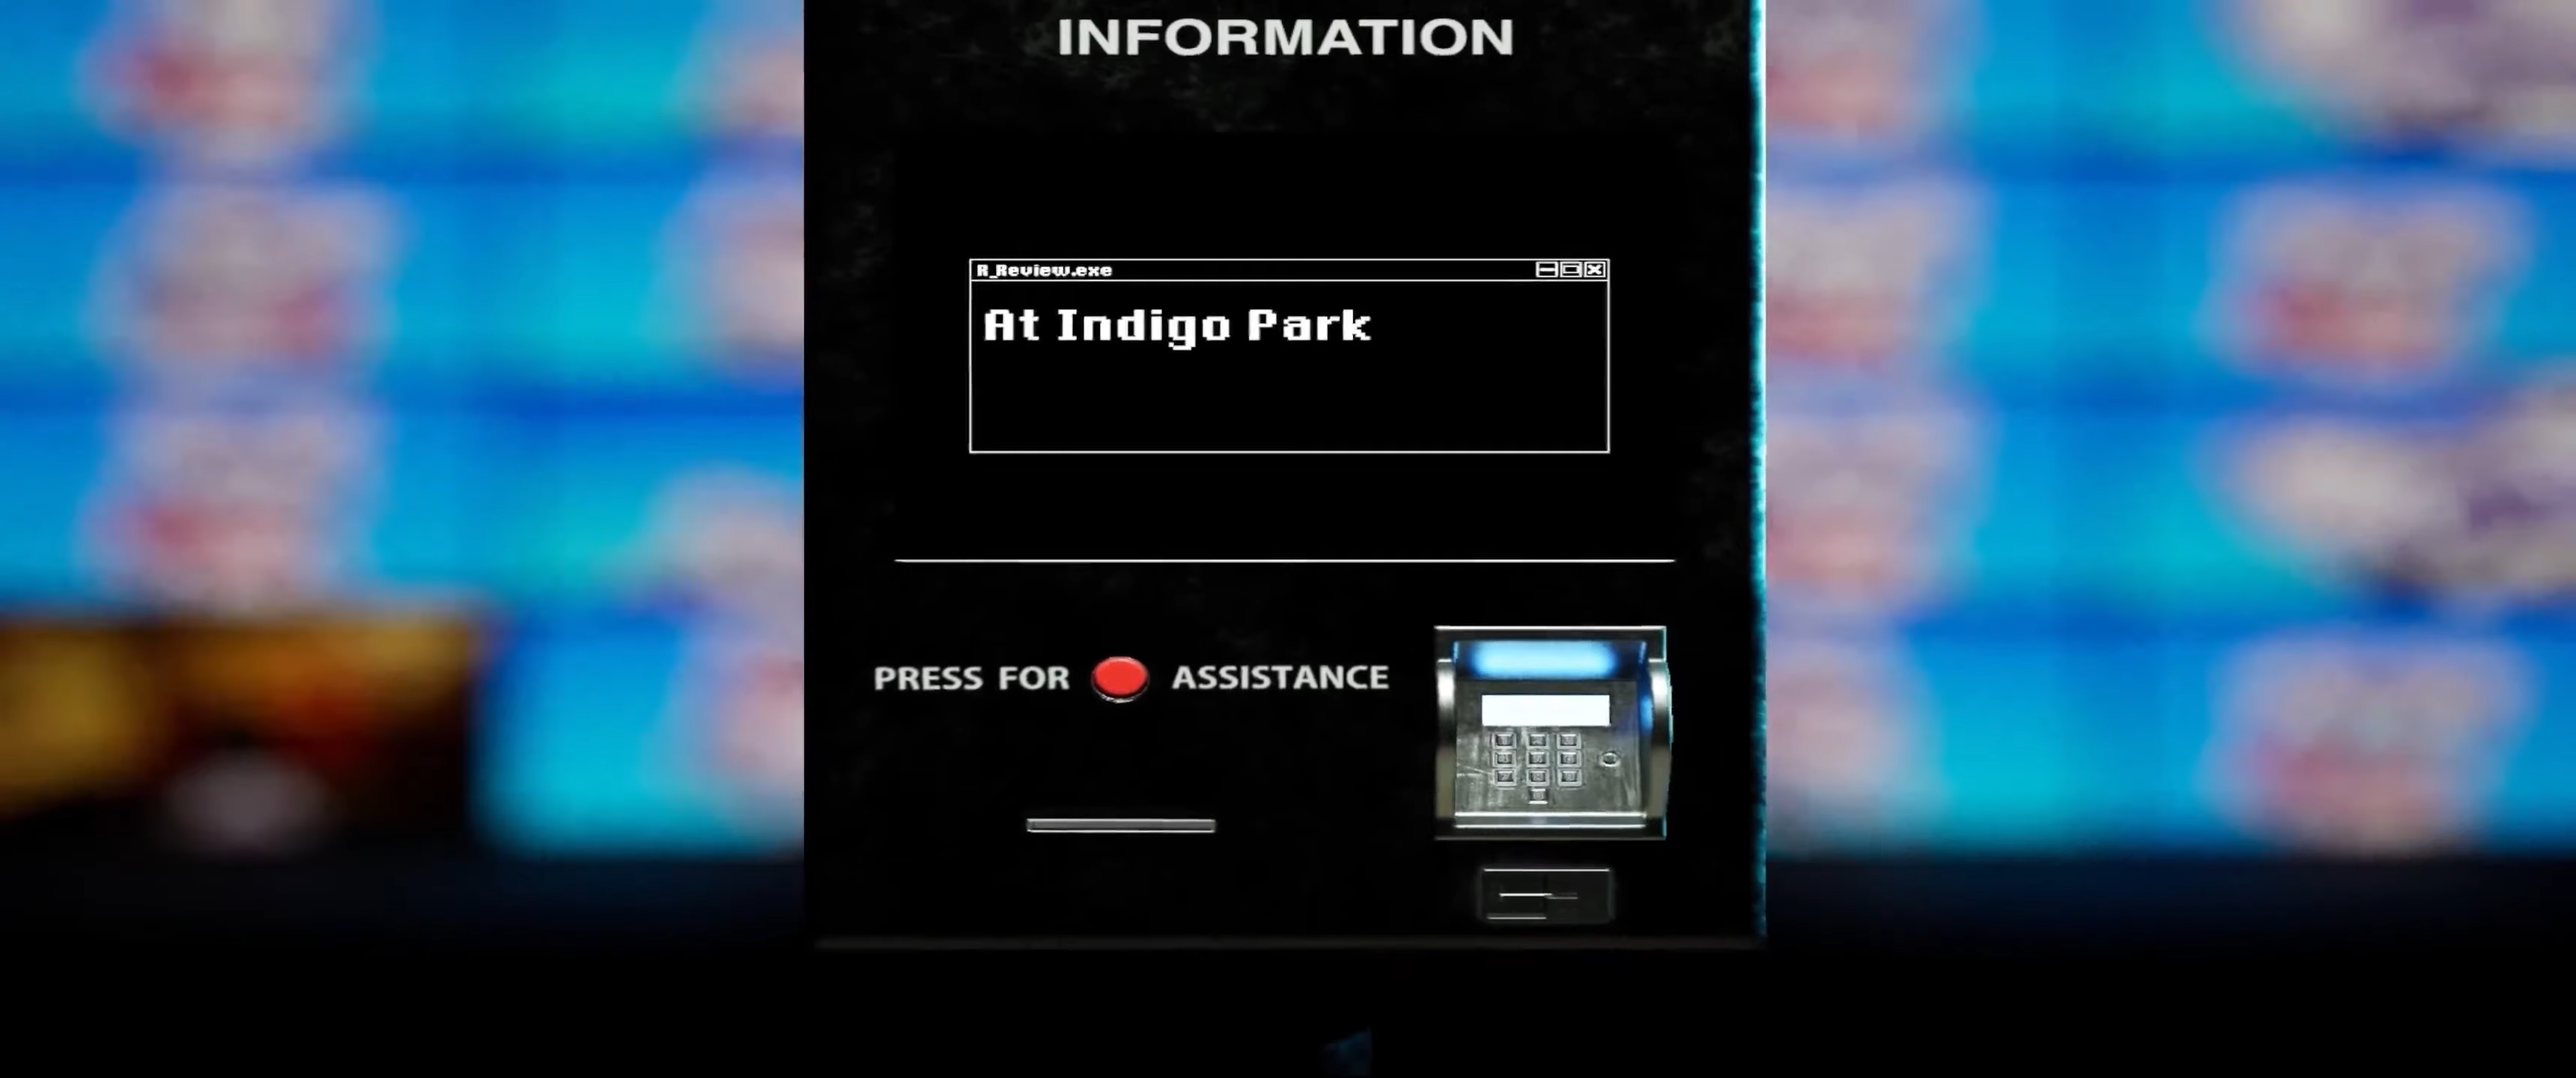 INFORMATION
R_Review.exe
At Indigo Park
PRESS FOR ASSISTANCE